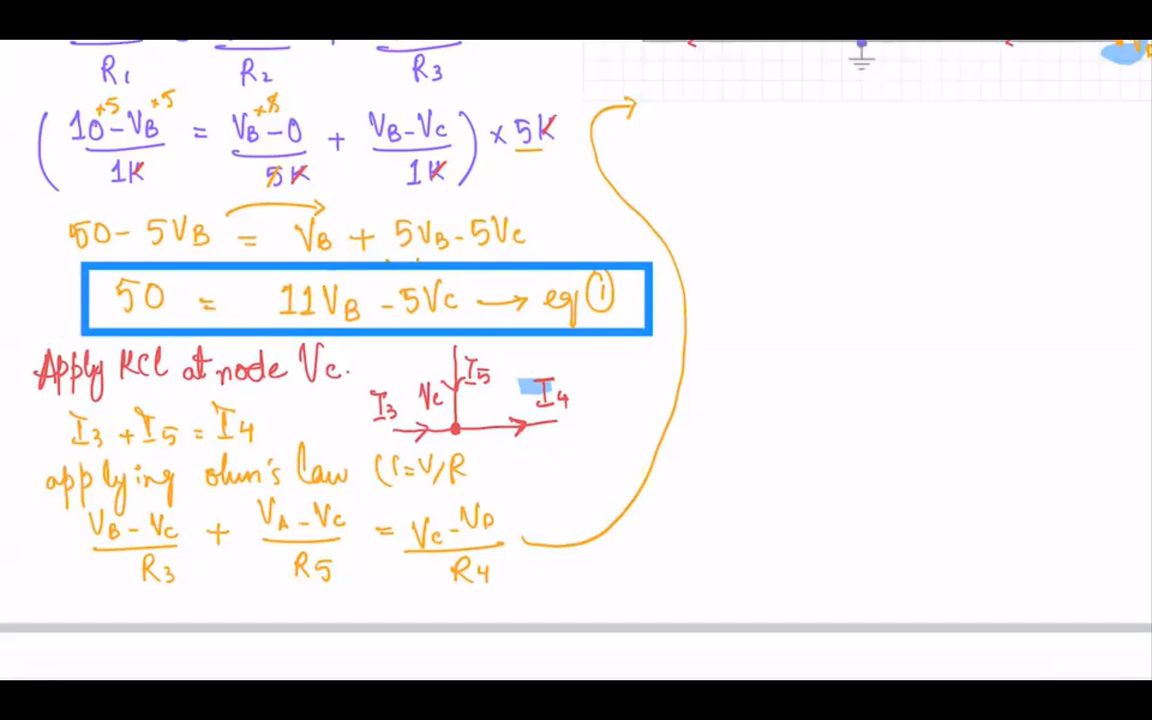 R1 R2 R3
(10 - VB / 1K = VB - 0 / 5K + VB - VC / 1K) × 5K
×5 ×5 ×5
50 - 5VB = VB + 5VB - 5VC
50 = 11VB - 5VC → eq ①
Apply KCL at node Vc.
I3 Vc I5 I4
I3 + I5 = I4
applying ohm's law (I=V/R
VB - VC / R3 + VA - VC / R5 = VC - VD / R4